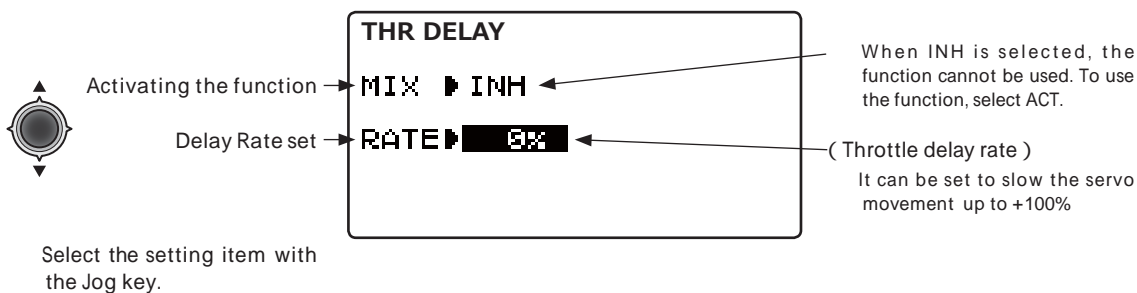 THR DELAY
Activating the function
MIX INH
When INH is selected, the
function cannot be used. To use
the function, select ACT.
Delay Rate set
RATE 0%
( Throttle delay rate )
It can be set to slow the servo
movement up to +100%
Select the setting item with
the Jog key.